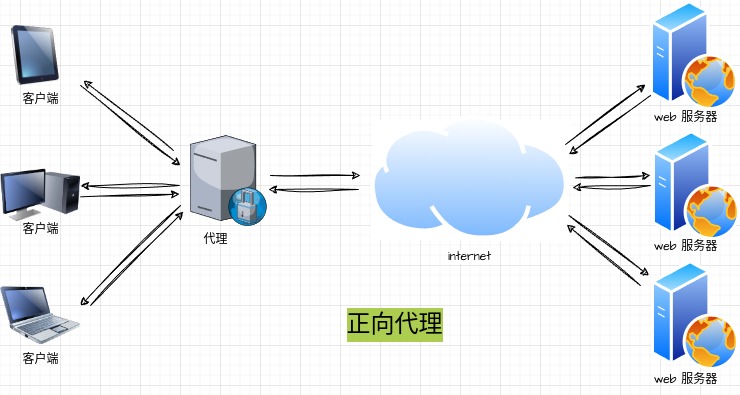 客户端
web 服务器
客户端
代理
web 服务器
internet
正向代理
客户端
web 服务器